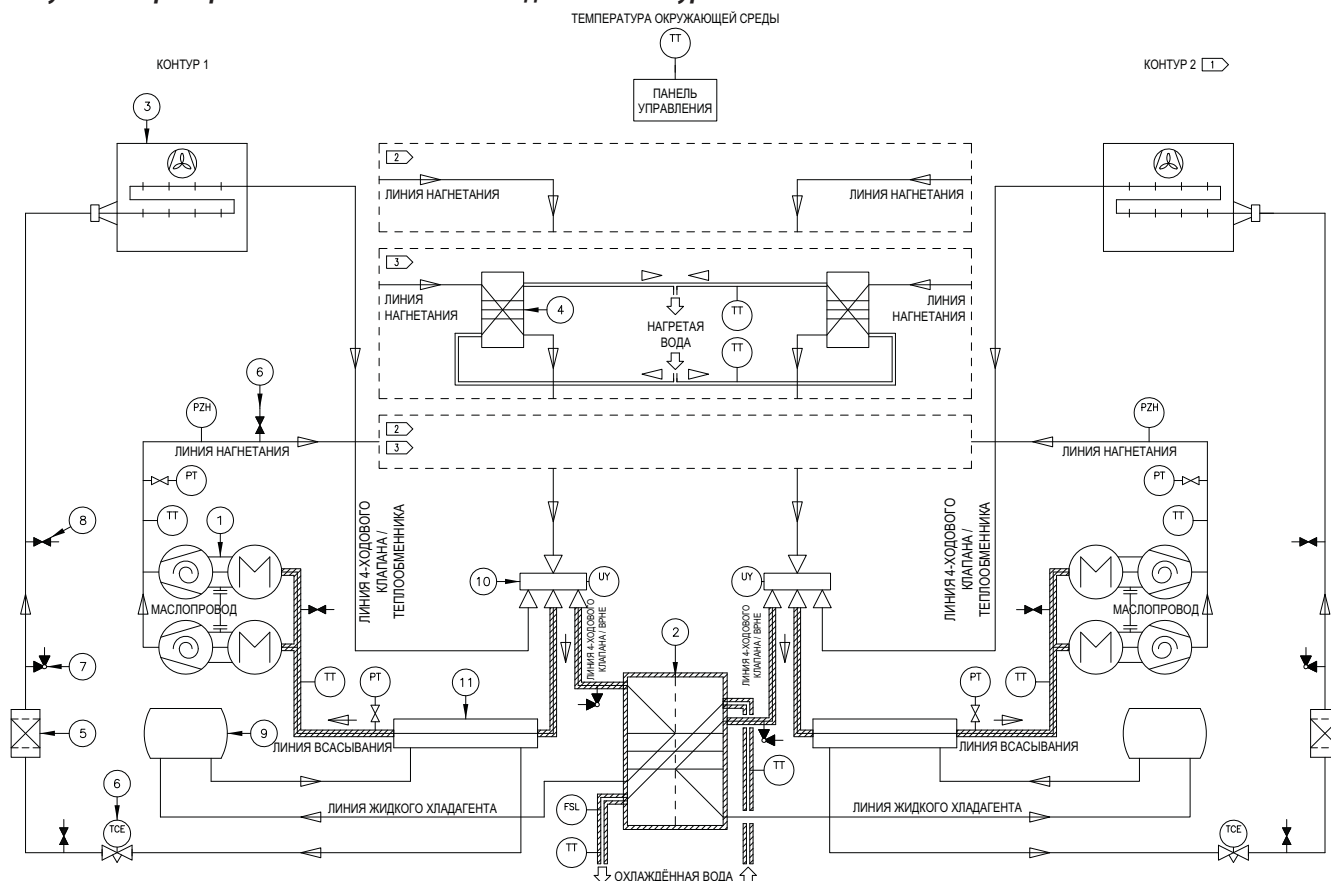 ТЕМПЕРАТУРА ОКРУЖАЮЩЕЙ СРЕДЫ
TT
КОНТУР 1
КОНТУР 2 1
ПАНЕЛЬ
УПРАВЛЕНИЯ
3
2
ЛИНИЯ НАГНЕТАНИЯ
ЛИНИЯ НАГНЕТАНИЯ
3
ЛИНИЯ
НАГНЕТАНИЯ
4
НАГРЕТАЯ
ВОДА
TT
TT
ЛИНИЯ
НАГНЕТАНИЯ
6
PZH
ЛИНИЯ НАГНЕТАНИЯ
2
3
PZH
ЛИНИЯ НАГНЕТАНИЯ
PT
PT
TT
TT
8
1
ЛИНИЯ 4-ХОДОВОГО
КЛАПАНА /
ТЕПЛООБМЕННИКА
ЛИНИЯ 4-ХОДОВОГО
КЛАПАНА /
ТЕПЛООБМЕННИКА
10
UY
UY
МАСЛОПРОВОД
МАСЛОПРОВОД
ЛИНИЯ 4-ХОДОВОГО
КЛАПАНА / BPHE
ЛИНИЯ 4-ХОДОВОГО
КЛАПАНА / BPHE
2
7
TT
PT
11
PT
TT
5
9
ЛИНИЯ ВСАСЫВАНИЯ
ЛИНИЯ ВСАСЫВАНИЯ
TT
6
ЛИНИЯ ЖИДКОГО ХЛАДАГЕНТА
FSL
ЛИНИЯ ЖИДКОГО ХЛАДАГЕНТА
TCE
TT
TCE
ОХЛАЖДЁННАЯ ВОДА